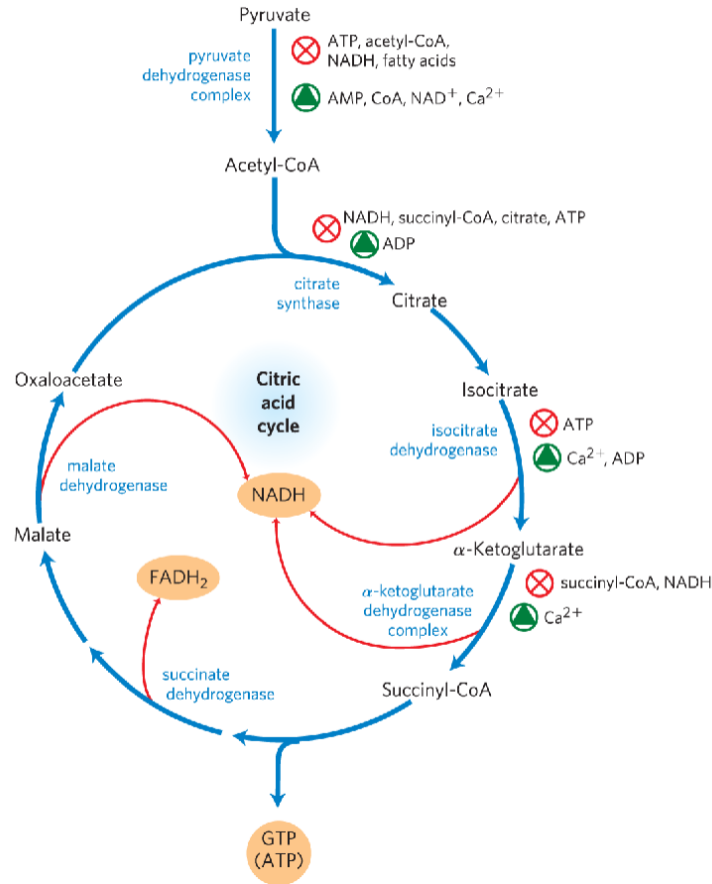 Pyruvate
pyruvate
dehydrogenase
complex
ATP, acetyl-CoA,
NADH, fatty acids
AMP, CoA, NAD⁺, Ca²⁺
Acetyl-CoA
NADH, succinyl-CoA, citrate, ATP
ADP
citrate
synthase
Citrate
Oxaloacetate
Citric
acid
cycle
Isocitrate
isocitrate
dehydrogenase
ATP
Ca²⁺, ADP
malate
dehydrogenase
NADH
Malate
α-Ketoglutarate
FADH₂
α-ketoglutarate
dehydrogenase
complex
succinyl-CoA, NADH
Ca²⁺
succinate
dehydrogenase
Succinyl-CoA
GTP
(ATP)